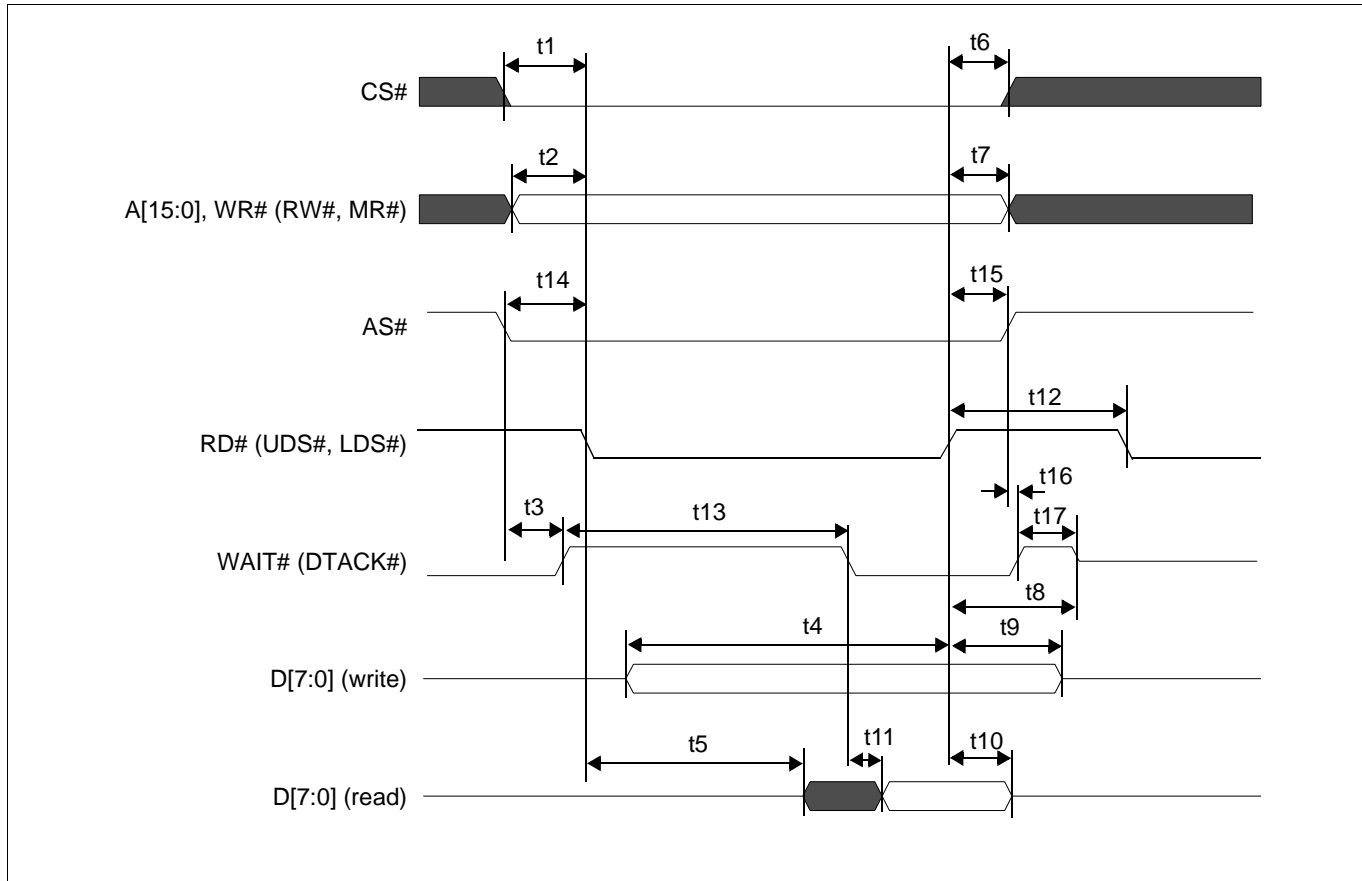 t1
t6
CS#
t2
t7
A[15:0], WR# (RW#, MR#)
t14
t15
AS#
t12
RD# (UDS#, LDS#)
t16
t3
t13
t17
WAIT# (DTACK#)
t8
t4
t9
D[7:0] (write)
t5
t11
t10
D[7:0] (read)